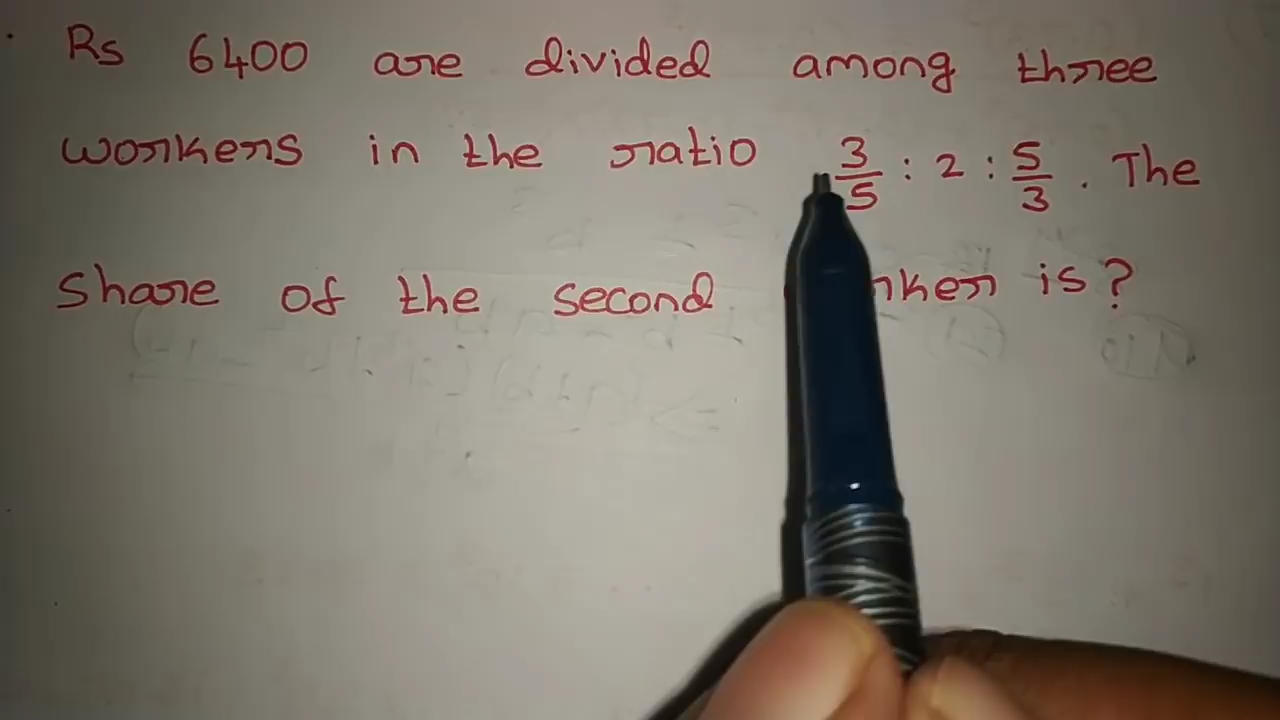 Rs 6400 are divided among three
workers in the ratio 3/5 : 2 : 5/3 . The
Share of the second is?